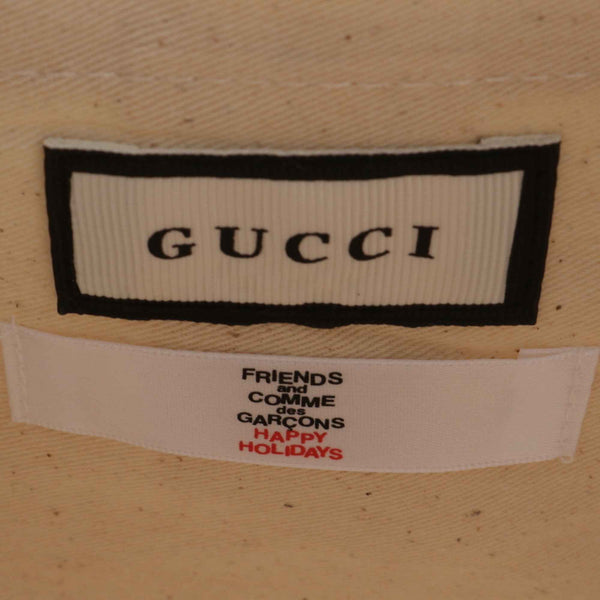 GUCCI
FRIENDS
and
COMME
des
GARÇONS
HAPPY
HOLIDAYS